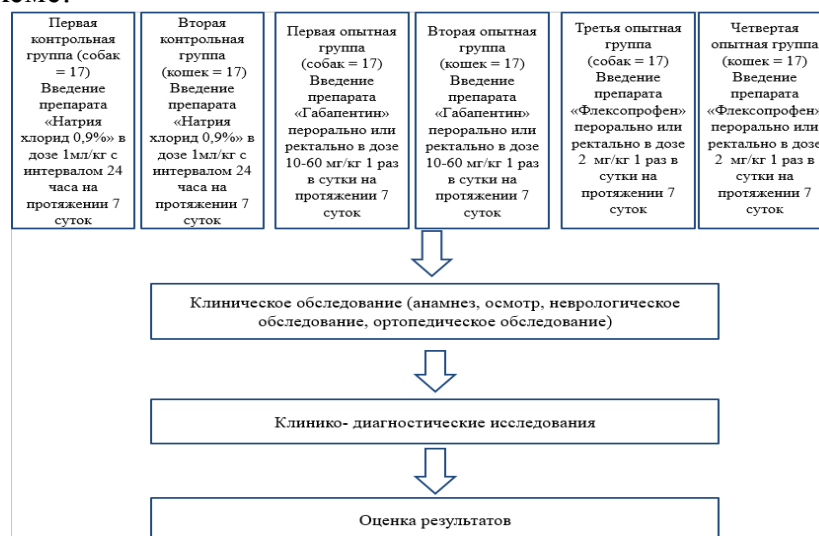 Первая
контрольная
группа (собак
= 17)
Введение
препарата
«Натрия
хлорид 0,9%» в
дозе 1мл/кг с
интервалом 24
часа на
протяжении 7
суток
Вторая
контрольная
группа
(кошек = 17)
Введение
препарата
«Натрия
хлорид 0,9%» в
дозе 1мл/кг с
интервалом 24
часа на
протяжении 7
суток
Первая опытная
группа
(собак = 17)
Введение
препарата
«Габапентин»
перорально или
ректально в дозе
10-60 мг/кг 1 раз
в сутки на
протяжении 7
суток
Вторая опытная
группа
(кошек = 17)
Введение
препарата
«Габапентин»
перорально или
ректально в дозе
10-60 мг/кг 1 раз
в сутки на
протяжении 7
суток
Третья опытная
группа
(собак = 17)
Введение
препарата
«Флексопрофен»
перорально или
ректально в дозе
2 мг/кг 1 раз в
сутки на
протяжении 7
суток
Четвертая
опытная группа
(кошек = 17)
Введение
препарата
«Флексопрофен»
перорально или
ректально в дозе
2 мг/кг 1 раз в
сутки на
протяжении 7
суток
Клиническое обследование (анамнез, осмотр, неврологическое
обследование, ортопедическое обследование)
Клинико- диагностические исследования
Оценка результатов